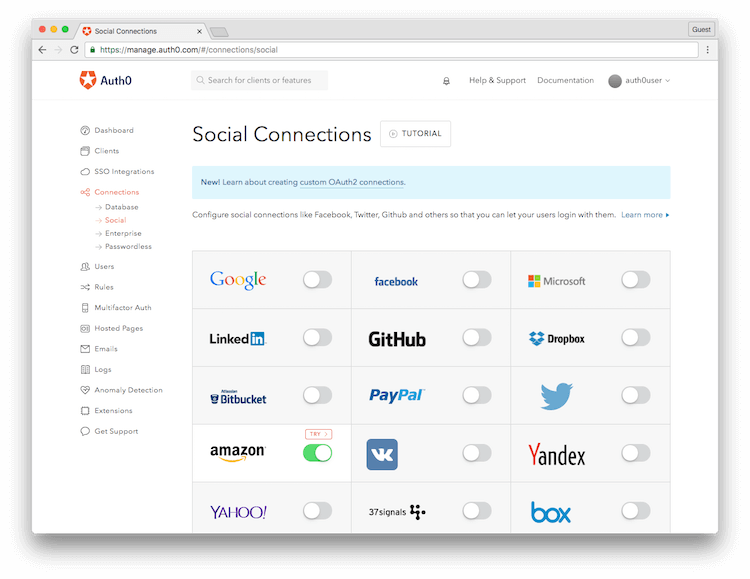 Social Connections
Guest
https://manage.auth0.com/#/connections/social
Auth0
Search for clients or features
Help & Support
Documentation
auth0user
Dashboard
Clients
SSO Integrations
Connections
Database
Social
Enterprise
Passwordless
Users
Rules
Multifactor Auth
Hosted Pages
Emails
Logs
Anomaly Detection
Extensions
Get Support
Social Connections
TUTORIAL
New! Learn about creating custom OAuth2 connections.
Configure social connections like Facebook, Twitter, Github and others so that you can let your users login with them. Learn more
Google
facebook
Microsoft
Linked in
GitHub
Dropbox
Atlassian
Bitbucket
PayPal
amazon
TRY
VK
Yandex
YAHOO!
37signals
box